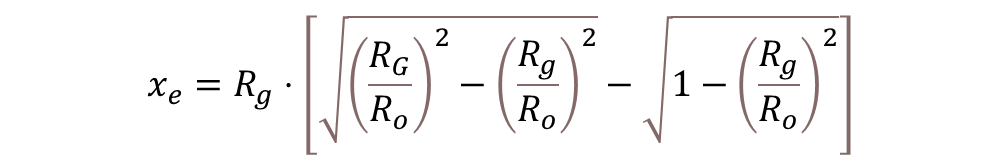 x_e = R_g · [√((R_G/R_o)² − (R_g/R_o)²) − √(1 − (R_g/R_o)²)]